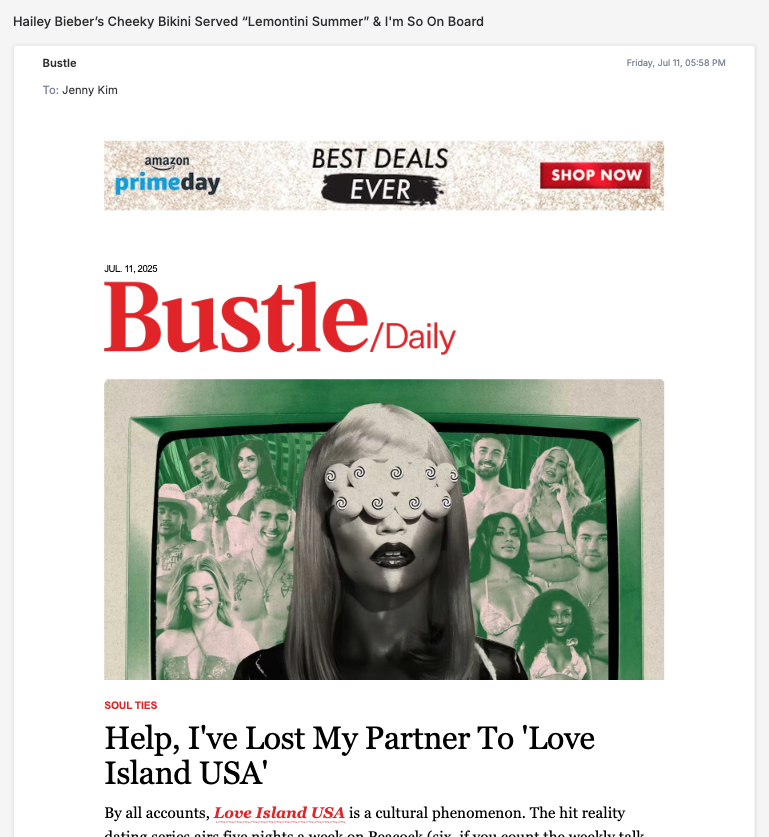 Hailey Bieber's Cheeky Bikini Served “Lemontini Summer” & I'm So On Board
Bustle
Friday, Jul 11, 05:58 PM
To: Jenny Kim
amazon
primeday
BEST DEALS
EVER
SHOP NOW
JUL. 11, 2025
Bustle/Daily
SOUL TIES
Help, I've Lost My Partner To 'Love
Island USA'
By all accounts, Love Island USA is a cultural phenomenon. The hit reality
dating series airs five nights a week on Peacock (six, if you count the weekly talk